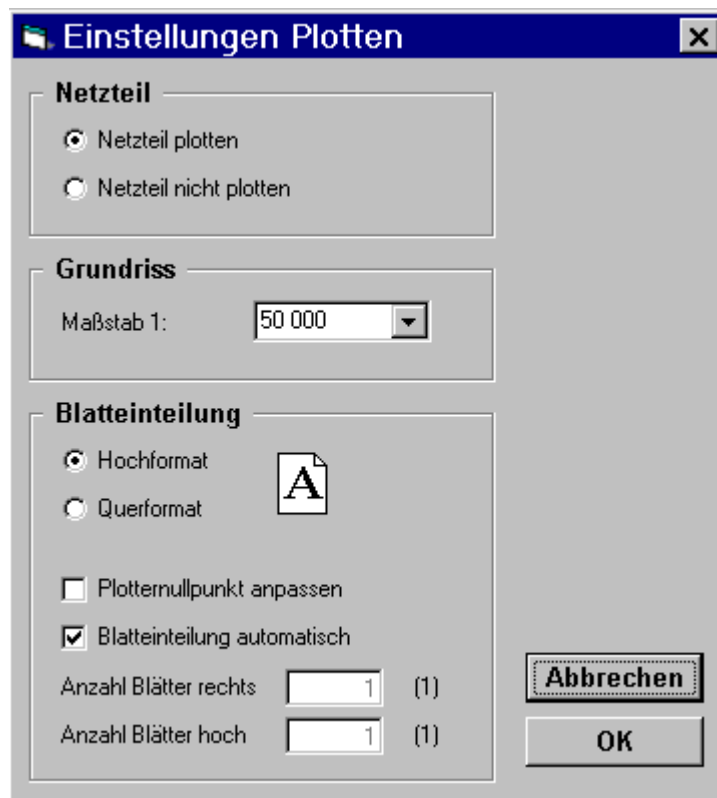 Einstellungen Plotten
Netzteil
Netzteil plotten
Netzteil nicht plotten
Grundriss
Maßstab 1: 50 000
Blatteinteilung
Hochformat
A
Querformat
Plotternullpunkt anpassen
Blatteinteilung automatisch
Anzahl Blätter rechts 1 (1)
Anzahl Blätter hoch 1 (1)
Abbrechen
OK